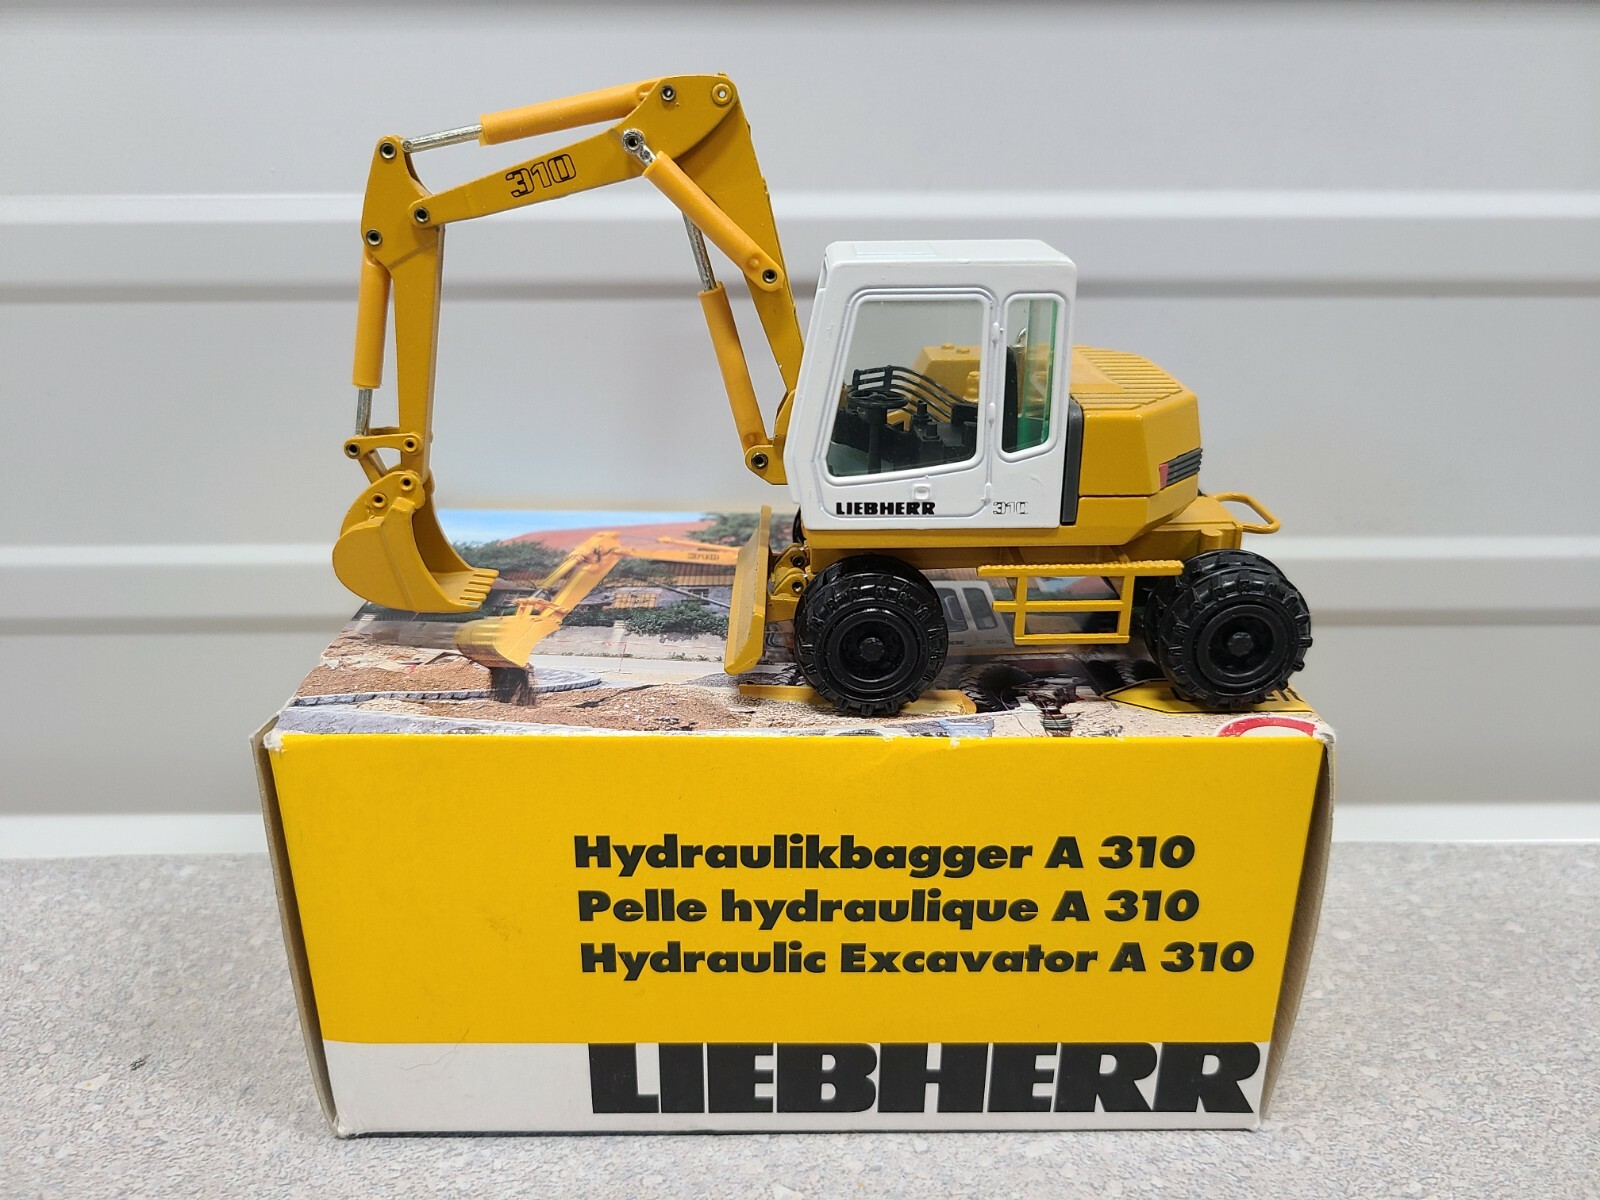 310
LIEBHERR 310
Hydraulikbagger A 310
Pelle hydraulique A 310
Hydraulic Excavator A 310
LIEBHERR